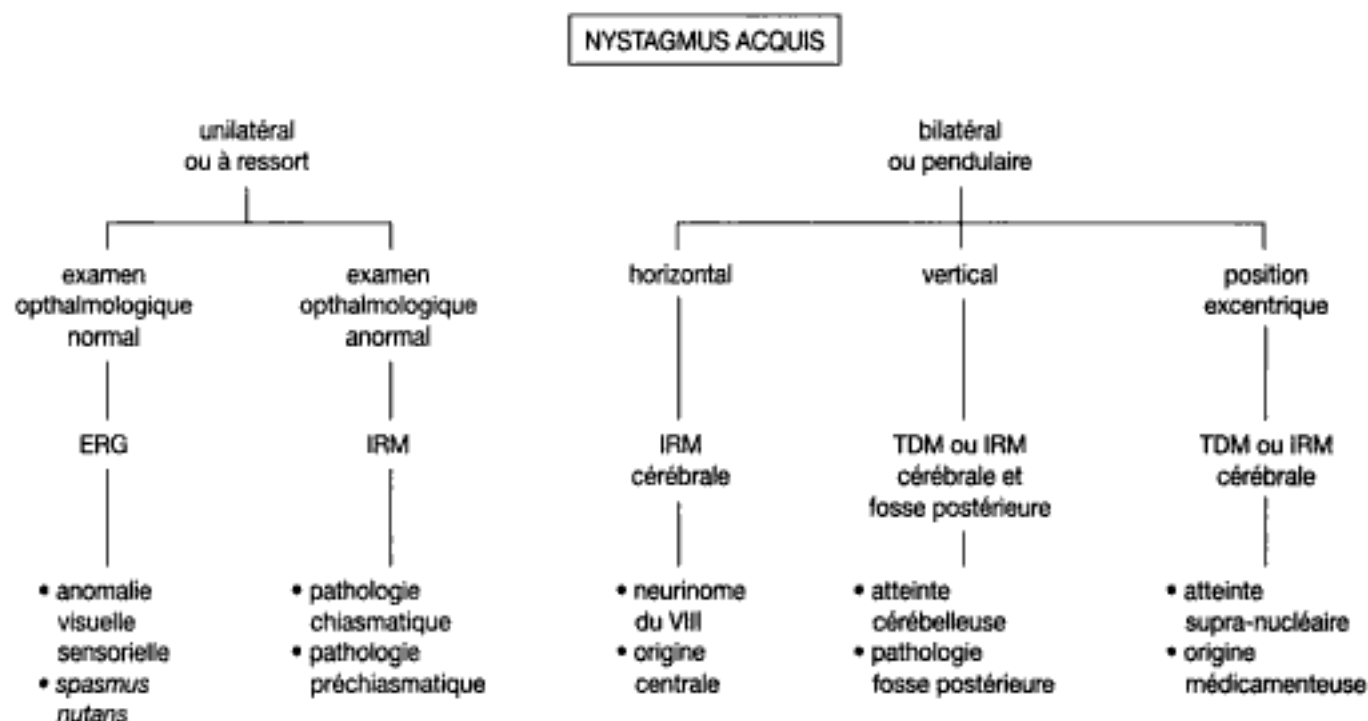 NYSTAGMUS ACQUIS
unilatéral
ou à ressort
bilatéral
ou pendulaire
examen
opthalmologique
normal
examen
opthalmologique
anormal
horizontal
vertical
position
excentrique
ERG
IRM
IRM
cérébrale
TDM ou IRM
cérébrale et
fosse postérieure
TDM ou IRM
cérébrale
• anomalie
visuelle
sensorielle
• spasmus
nutans
• pathologie
chiasmatique
• pathologie
préchiasmatique
• neurinome
du VIII
• origine
centrale
• atteinte
cérébelleuse
• pathologie
fosse postérieure
• atteinte
supra-nucléaire
• origine
médicamenteuse